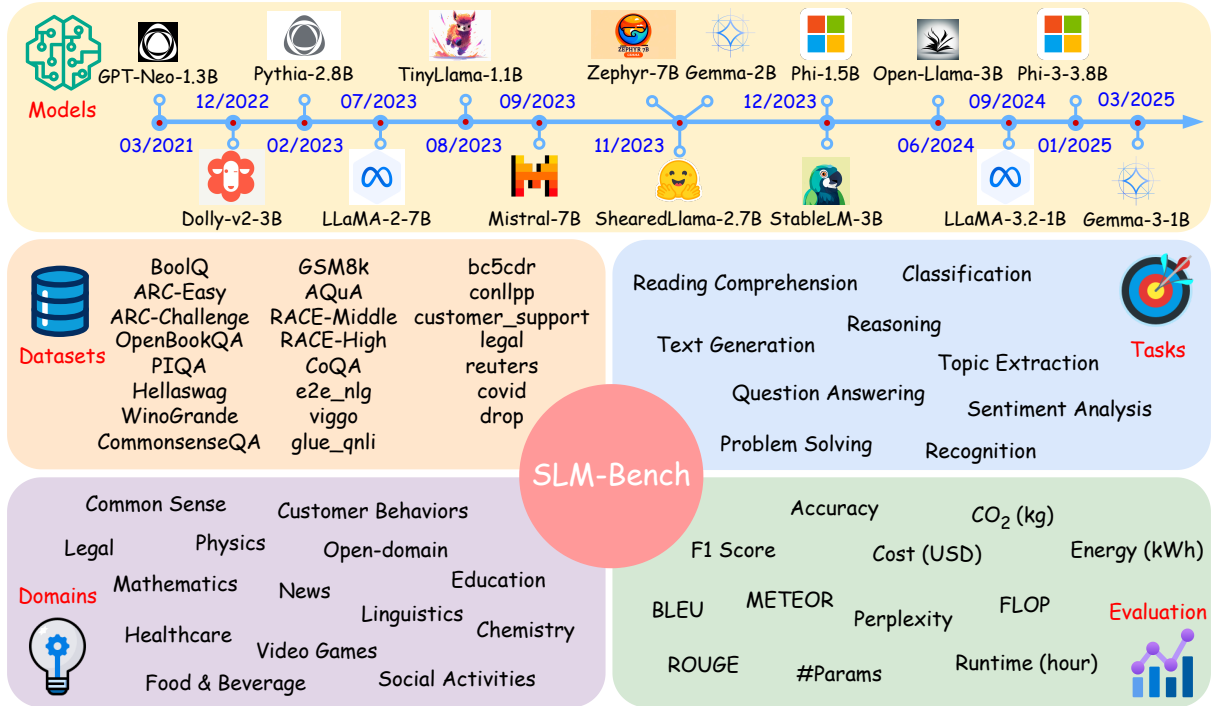 GPT-Neo-1.3B
Pythia-2.8B
TinyLlama-1.1B
ZEPHYR 7B
Zephyr-7B
Gemma-2B
Phi-1.5B
Open-Llama-3B
Phi-3-3.8B
Models
12/2022
07/2023
09/2023
12/2023
09/2024
03/2025
03/2021
02/2023
08/2023
11/2023
06/2024
01/2025
Dolly-v2-3B
LLaMA-2-7B
Mistral-7B
ShearedLlama-2.7B
StableLM-3B
LLaMA-3.2-1B
Gemma-3-1B
Datasets
BoolQ
ARC-Easy
ARC-Challenge
OpenBookQA
PIQA
Hellaswag
WinoGrande
CommonsenseQA
GSM8k
AQuA
RACE-Middle
RACE-High
CoQA
e2e_nlg
viggo
glue_qnli
bc5cdr
conllpp
customer_support
legal
reuters
covid
drop
Reading Comprehension
Classification
Reasoning
Text Generation
Topic Extraction
Question Answering
Sentiment Analysis
Problem Solving
Recognition
Tasks
SLM-Bench
Common Sense
Customer Behaviors
Legal
Physics
Open-domain
Mathematics
News
Education
Linguistics
Chemistry
Healthcare
Video Games
Food & Beverage
Social Activities
Domains
Accuracy
CO2 (kg)
F1 Score
Cost (USD)
Energy (kWh)
BLEU
METEOR
Perplexity
FLOP
ROUGE
#Params
Runtime (hour)
Evaluation